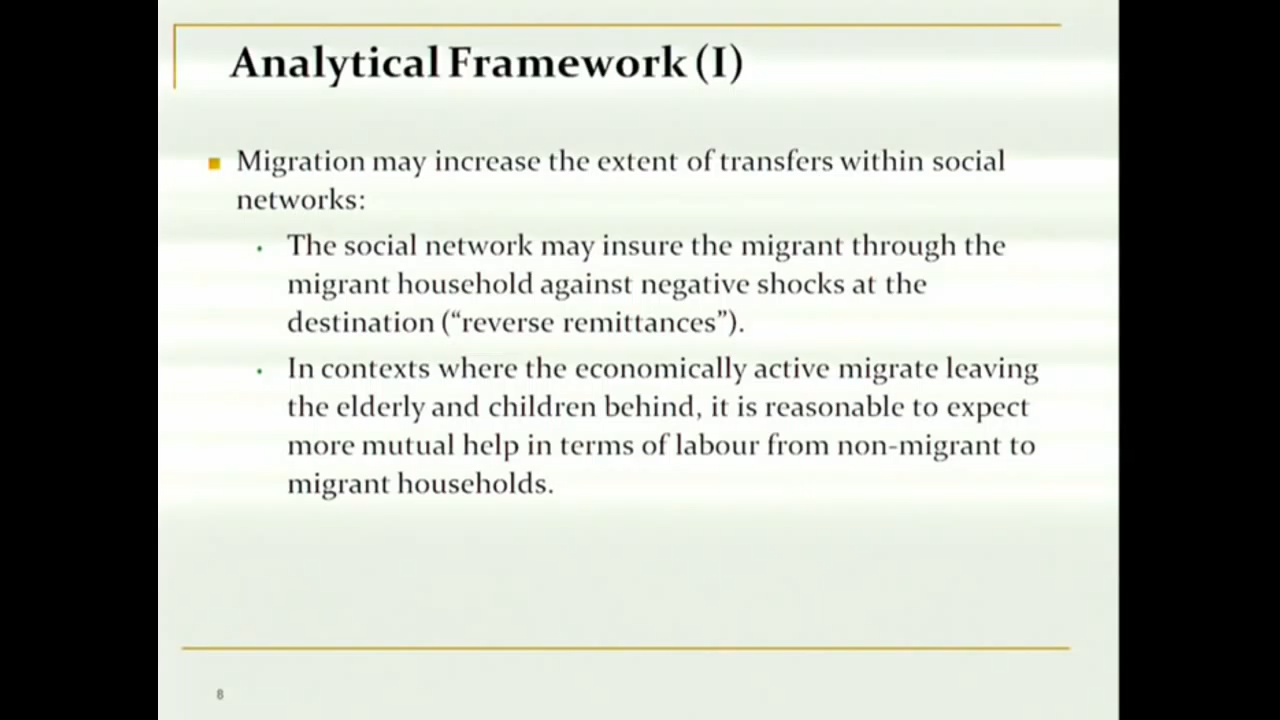 Analytical Framework (I)
Migration may increase the extent of transfers within social
networks:
The social network may insure the migrant through the
migrant household against negative shocks at the
destination (“reverse remittances”).
In contexts where the economically active migrate leaving
the elderly and children behind, it is reasonable to expect
more mutual help in terms of labour from non-migrant to
migrant households.
8